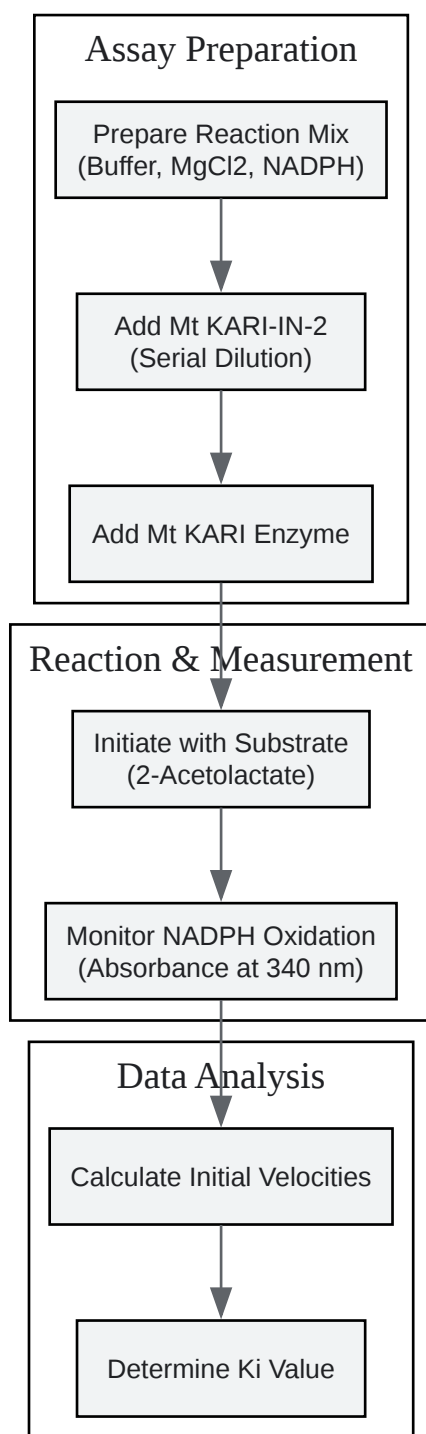 Assay Preparation
Prepare Reaction Mix
(Buffer, MgCl2, NADPH)
Add Mt KARI-IN-2
(Serial Dilution)
Add Mt KARI Enzyme
Reaction & Measurement
Initiate with Substrate
(2-Acetolactate)
Monitor NADPH Oxidation
(Absorbance at 340 nm)
Data Analysis
Calculate Initial Velocities
Determine Ki Value